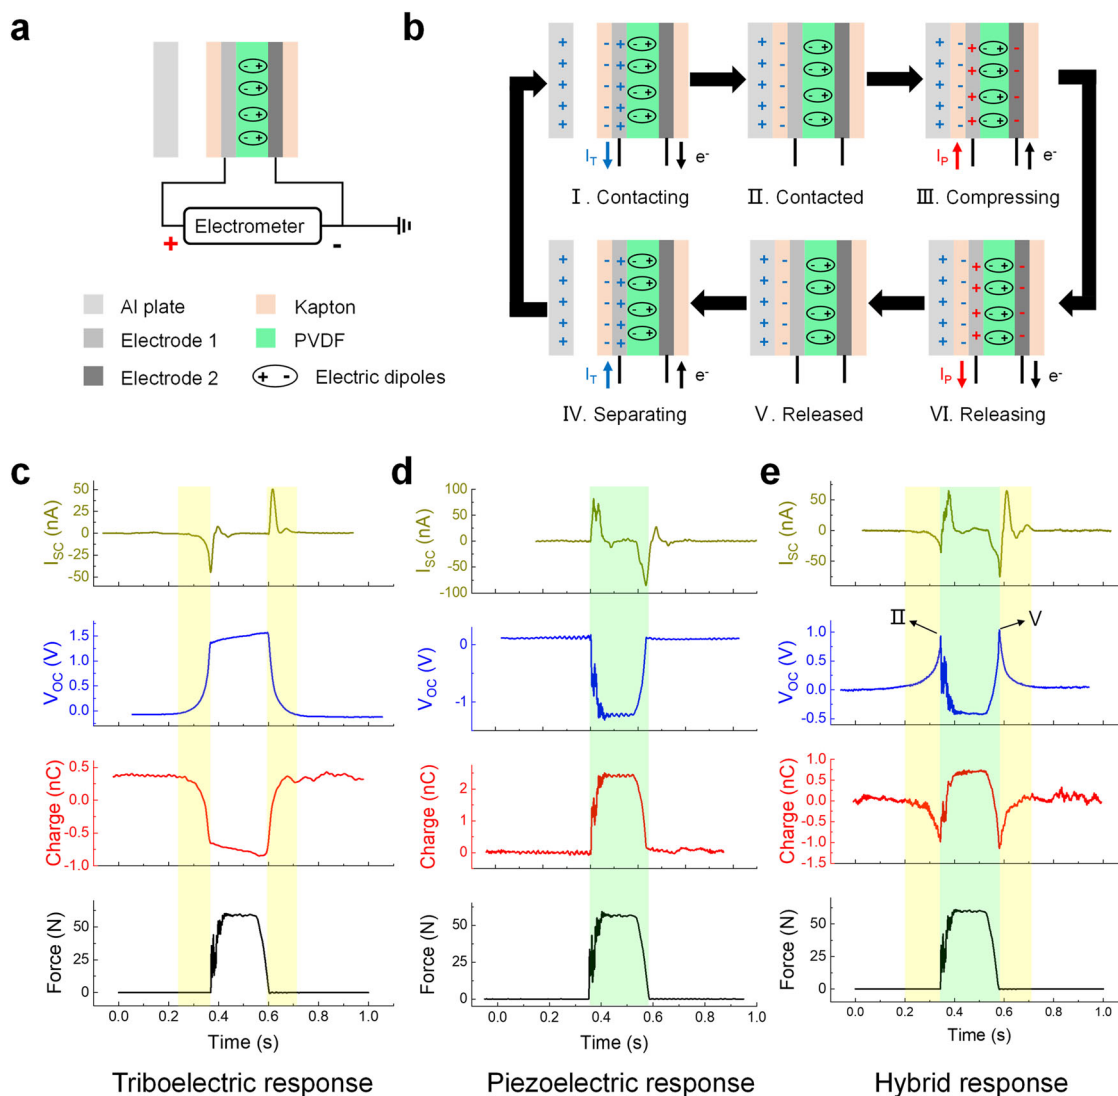 a
Electrometer
+
-
Al plate
Kapton
Electrode 1
PVDF
Electrode 2
Electric dipoles
b
I_T
e-
I_P
e-
Ⅰ. Contacting
Ⅱ. Contacted
Ⅲ. Compressing
I_T
e-
I_P
e-
Ⅳ. Separating
Ⅴ. Released
Ⅵ. Releasing
c
I_SC (nA)
50
25
0
-25
-50
V_OC (V)
1.5
1.0
0.5
0.0
Charge (nC)
0.5
0.0
-0.5
-1.0
Force (N)
50
25
0
0.0 0.2 0.4 0.6 0.8 1.0
Time (s)
Triboelectric response
d
I_SC (nA)
100
50
0
-50
-100
V_OC (V)
0
-1
Charge (nC)
2
0
Force (N)
50
25
0
0.0 0.2 0.4 0.6 0.8 1.0
Time (s)
Piezoelectric response
e
I_SC (nA)
50
0
-50
Ⅱ
Ⅴ
V_OC (V)
1.0
0.5
0.0
-0.5
Charge (nC)
1.0
0.5
0.0
-0.5
-1.0
-1.5
Force (N)
50
25
0
0.0 0.2 0.4 0.6 0.8 1.0
Time (s)
Hybrid response